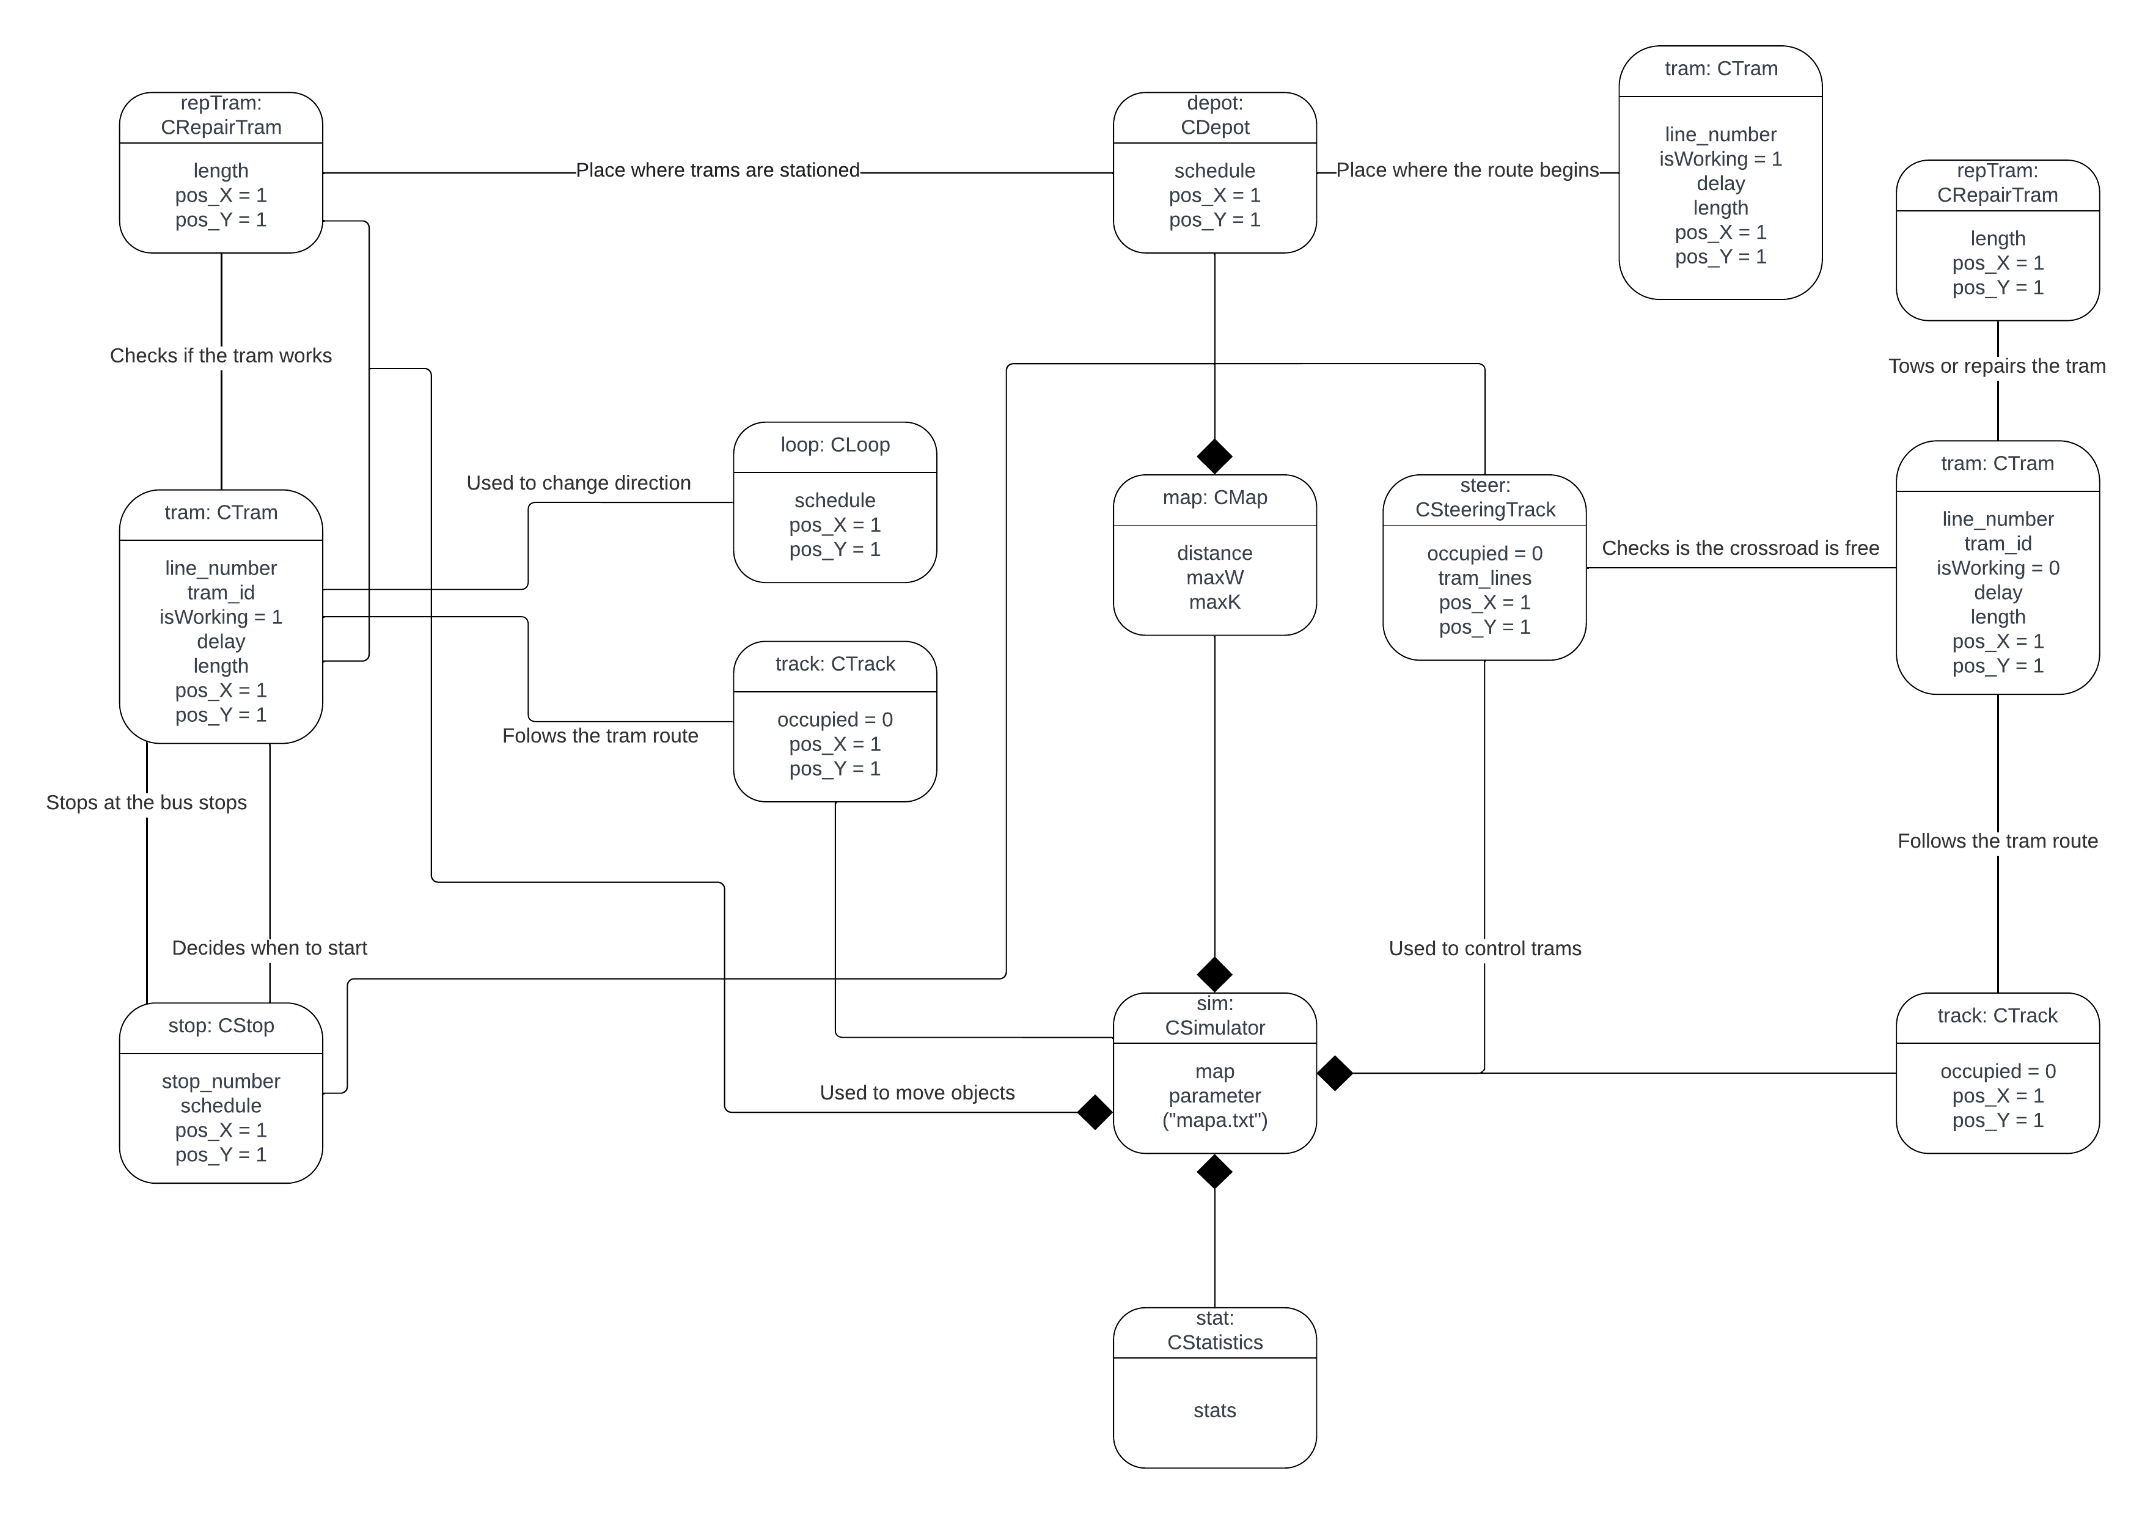 tram: CTram
line_number
isWorking = 1
delay
length
pos_X = 1
pos_Y = 1
repTram:
CRepairTram
length
pos_X = 1
pos_Y = 1
Place where trams are stationed
depot:
CDepot
schedule
pos_X = 1
pos_Y = 1
Place where the route begins
repTram:
CRepairTram
length
pos_X = 1
pos_Y = 1
Checks if the tram works
Tows or repairs the tram
loop: CLoop
schedule
pos_X = 1
pos_Y = 1
Used to change direction
map: CMap
distance
maxW
maxK
steer:
CSteeringTrack
occupied = 0
tram_lines
pos_X = 1
pos_Y = 1
Checks is the crossroad is free
tram: CTram
line_number
tram_id
isWorking = 0
delay
length
pos_X = 1
pos_Y = 1
tram: CTram
line_number
tram_id
isWorking = 1
delay
length
pos_X = 1
pos_Y = 1
track: CTrack
occupied = 0
pos_X = 1
pos_Y = 1
Folows the tram route
Stops at the bus stops
Follows the tram route
Decides when to start
Used to control trams
stop: CStop
stop_number
schedule
pos_X = 1
pos_Y = 1
Used to move objects
sim:
CSimulator
map
parameter
("mapa.txt")
track: CTrack
occupied = 0
pos_X = 1
pos_Y = 1
stat:
CStatistics
stats